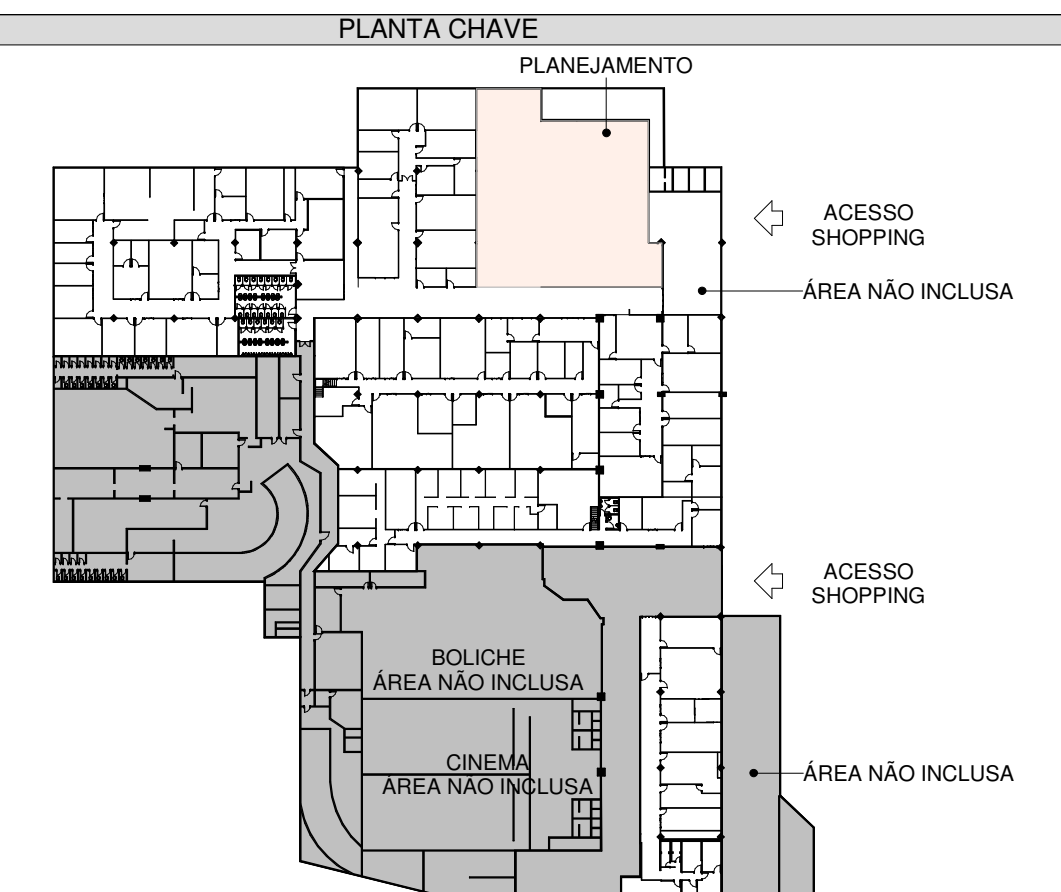 PLANTA CHAVE
PLANEJAMENTO
ACESSO
SHOPPING
ÁREA NÃO INCLUSA
ACESSO
SHOPPING
BOLICHE
ÁREA NÃO INCLUSA
CINEMA
ÁREA NÃO INCLUSA
ÁREA NÃO INCLUSA